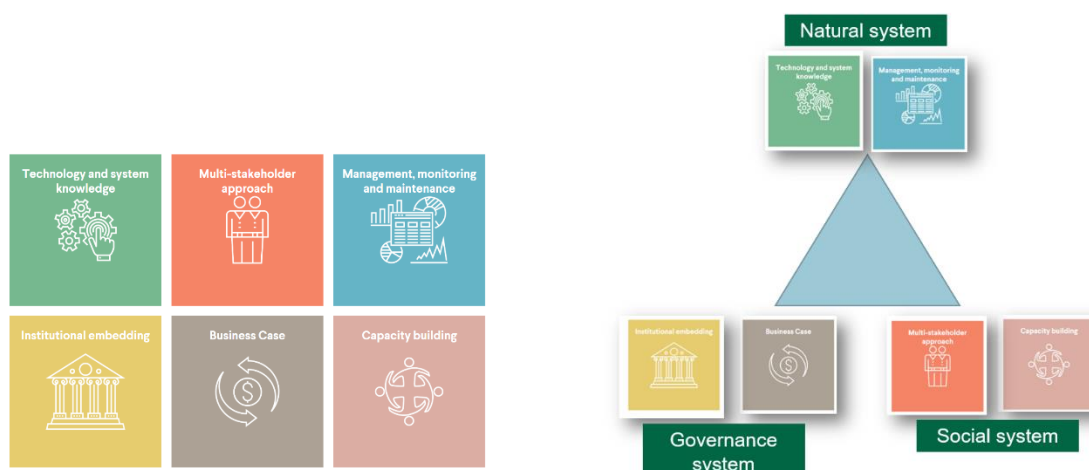 Technology and system
knowledge
Multi-stakeholder
approach
Management, monitoring
and maintenance
Institutional embedding
Business Case
$
Capacity building
Natural system
Technology and system
knowledge
Management, monitoring
and maintenance
Institutional embedding
Business Case
$
Multi-stakeholder
approach
Capacity building
Governance
system
Social system